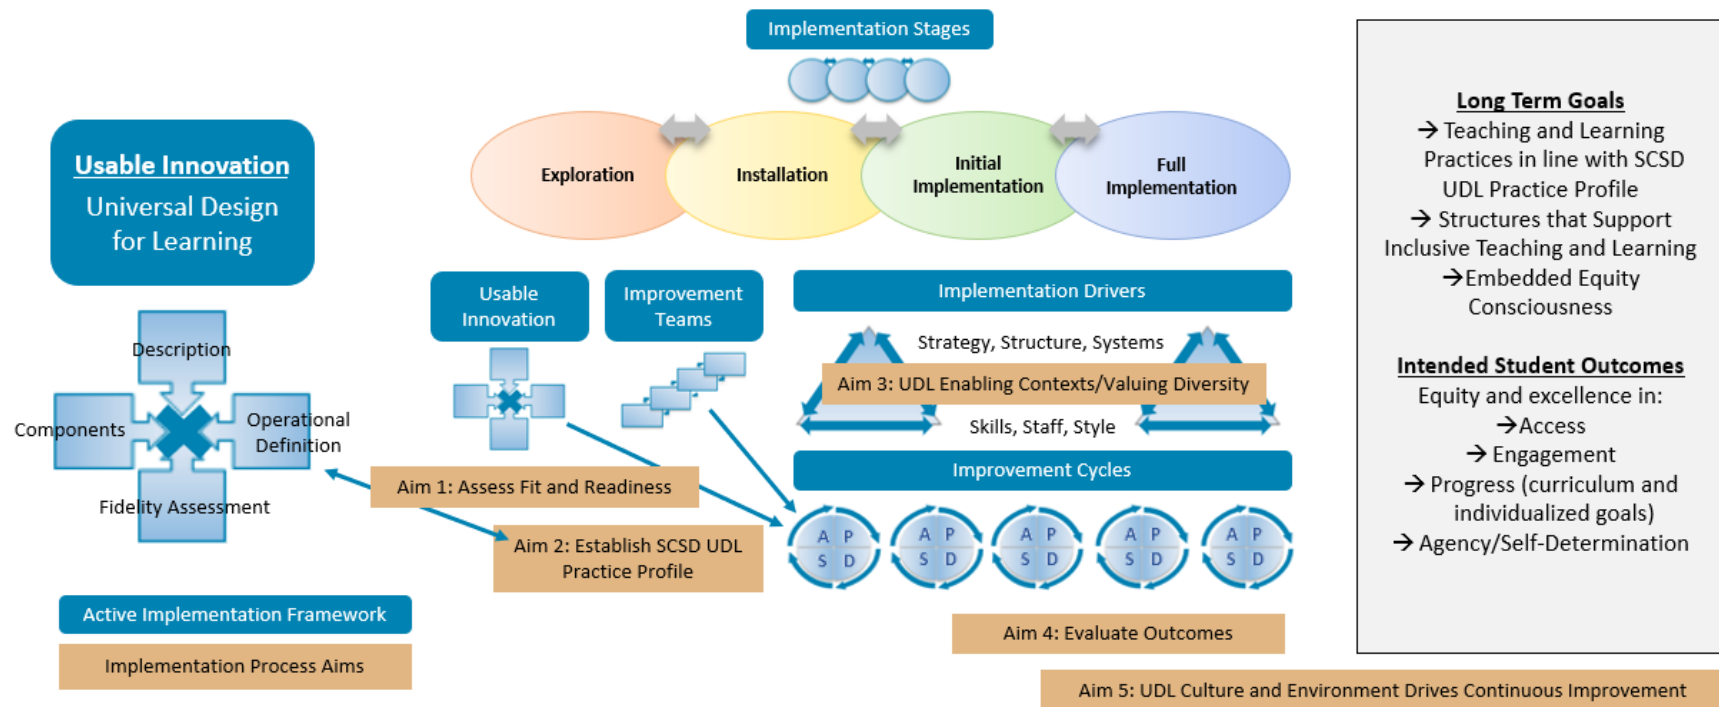 Implementation Stages
Usable Innovation
Universal Design
for Learning
Exploration
Installation
Initial
Implementation
Full
Implementation
Description
Components
Operational
Definition
Fidelity Assessment
Usable
Innovation
Improvement
Teams
Implementation Drivers
Strategy, Structure, Systems
Aim 3: UDL Enabling Contexts/Valuing Diversity
Skills, Staff, Style
Improvement Cycles
Aim 1: Assess Fit and Readiness
Aim 2: Establish SCSD UDL
Practice Profile
A P
S D
A P
S D
A P
S D
A P
S D
A P
S D
Active Implementation Framework
Implementation Process Aims
Aim 4: Evaluate Outcomes
Aim 5: UDL Culture and Environment Drives Continuous Improvement
Long Term Goals
→ Teaching and Learning
Practices in line with SCSD
UDL Practice Profile
→ Structures that Support
Inclusive Teaching and Learning
→Embedded Equity
Consciousness
Intended Student Outcomes
Equity and excellence in:
→Access
→ Engagement
→ Progress (curriculum and
individualized goals)
→ Agency/Self-Determination